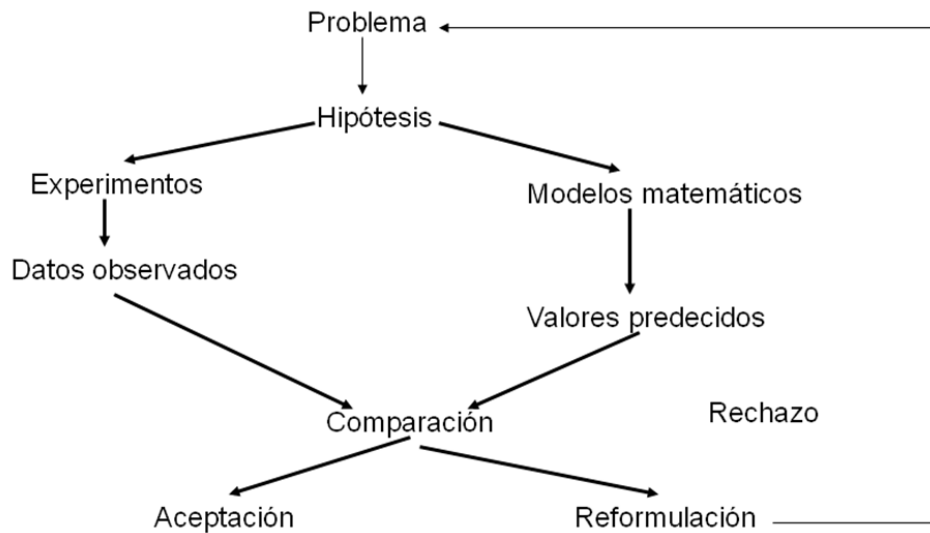 Problema
Hipótesis
Experimentos
Modelos matemáticos
Datos observados
Valores predecidos
Comparación
Rechazo
Aceptación
Reformulación